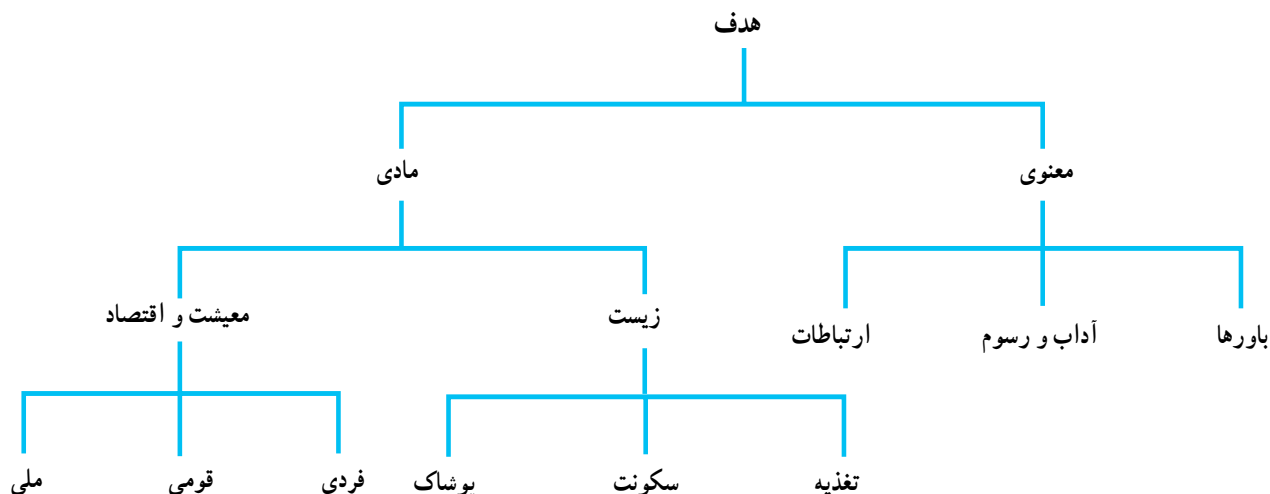 هدف
معنوی
مادی
باورها
آداب و رسوم
ارتباطات
زیست
معیشت و اقتصاد
تغذیه
سکونت
پوشاک
فردی
قومی
ملی